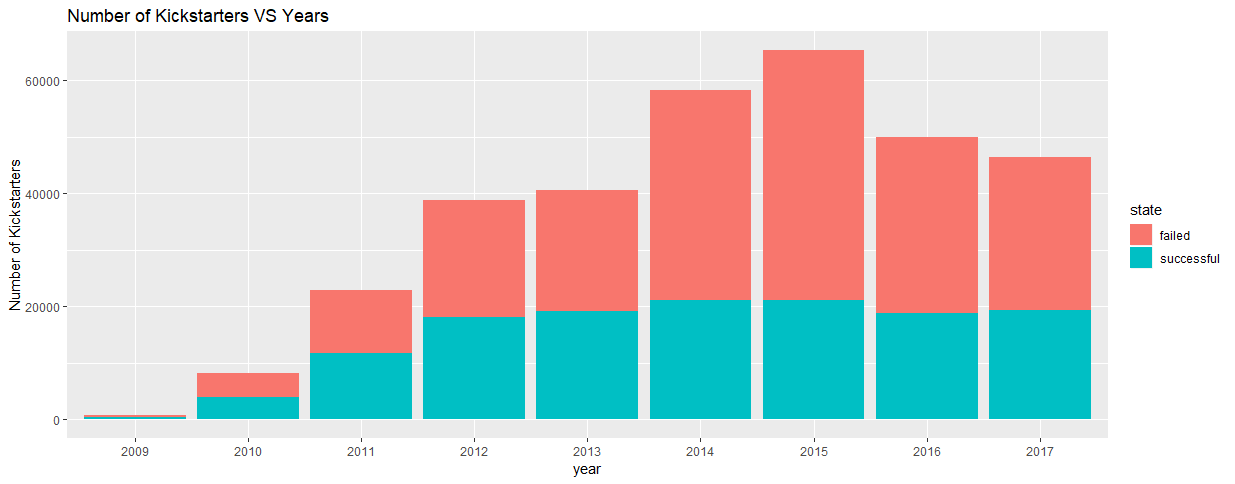 Number of Kickstarters VS Years
Number of Kickstarters
60000
40000
20000
0
2009 2010 2011 2012 2013 2014 2015 2016 2017
year
state
failed
successful